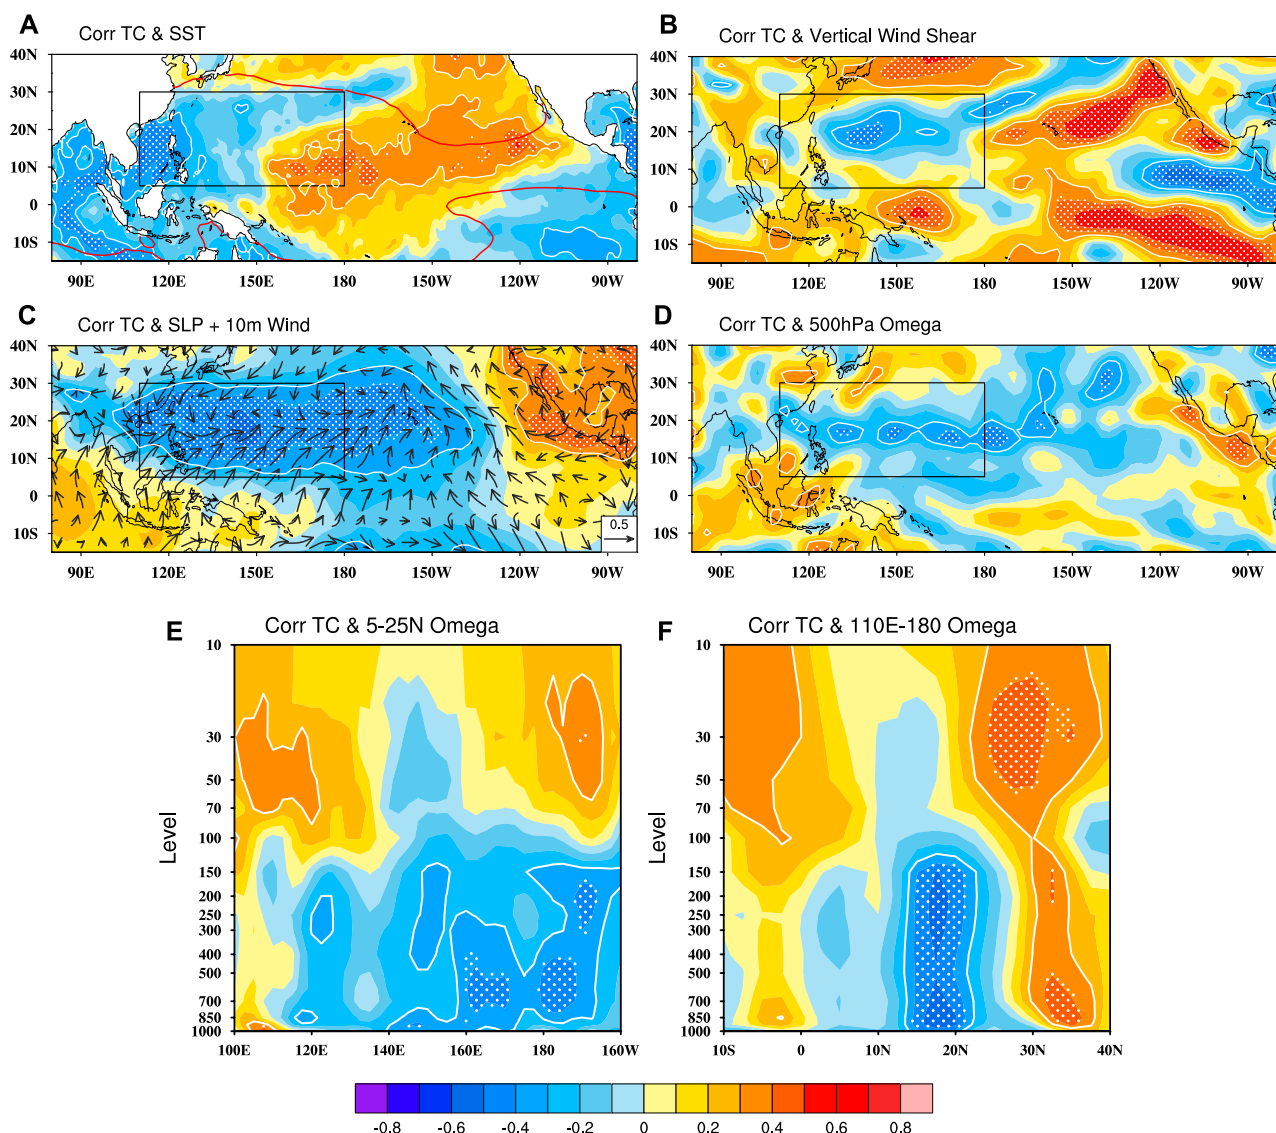 A Corr TC & SST
40N
30N
20N
10N
0
10S
90E 120E 150E 180 150W 120W 90W
B Corr TC & Vertical Wind Shear
40N
30N
20N
10N
0
10S
90E 120E 150E 180 150W 120W 90W
C Corr TC & SLP + 10m Wind
40N
30N
20N
10N
0
10S
0.5
90E 120E 150E 180 150W 120W 90W
D Corr TC & 500hPa Omega
40N
30N
20N
10N
0
10S
90E 120E 150E 180 150W 120W 90W
E Corr TC & 5-25N Omega
Level
10
30
50
70
100
150
200
250
300
400
500
700
850
1000
100E 120E 140E 160E 180 160W
F Corr TC & 110E-180 Omega
Level
10
30
50
70
100
150
200
250
300
400
500
700
850
1000
10S 0 10N 20N 30N 40N
-0.8 -0.6 -0.4 -0.2 0 0.2 0.4 0.6 0.8